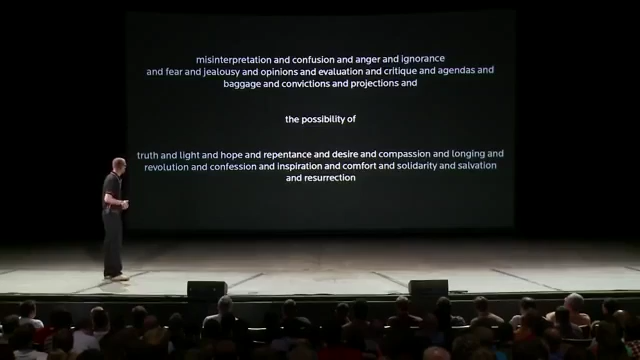 misinterpretation and confusion and anger and ignorance
and fear and jealousy and opinions and evaluation and critique and agendas and
baggage and convictions and projections and
the possibility of
truth and light and hope and repentance and desire and compassion and longing and
revolution and confession and inspiration and comfort and solidarity and salvation
and resurrection